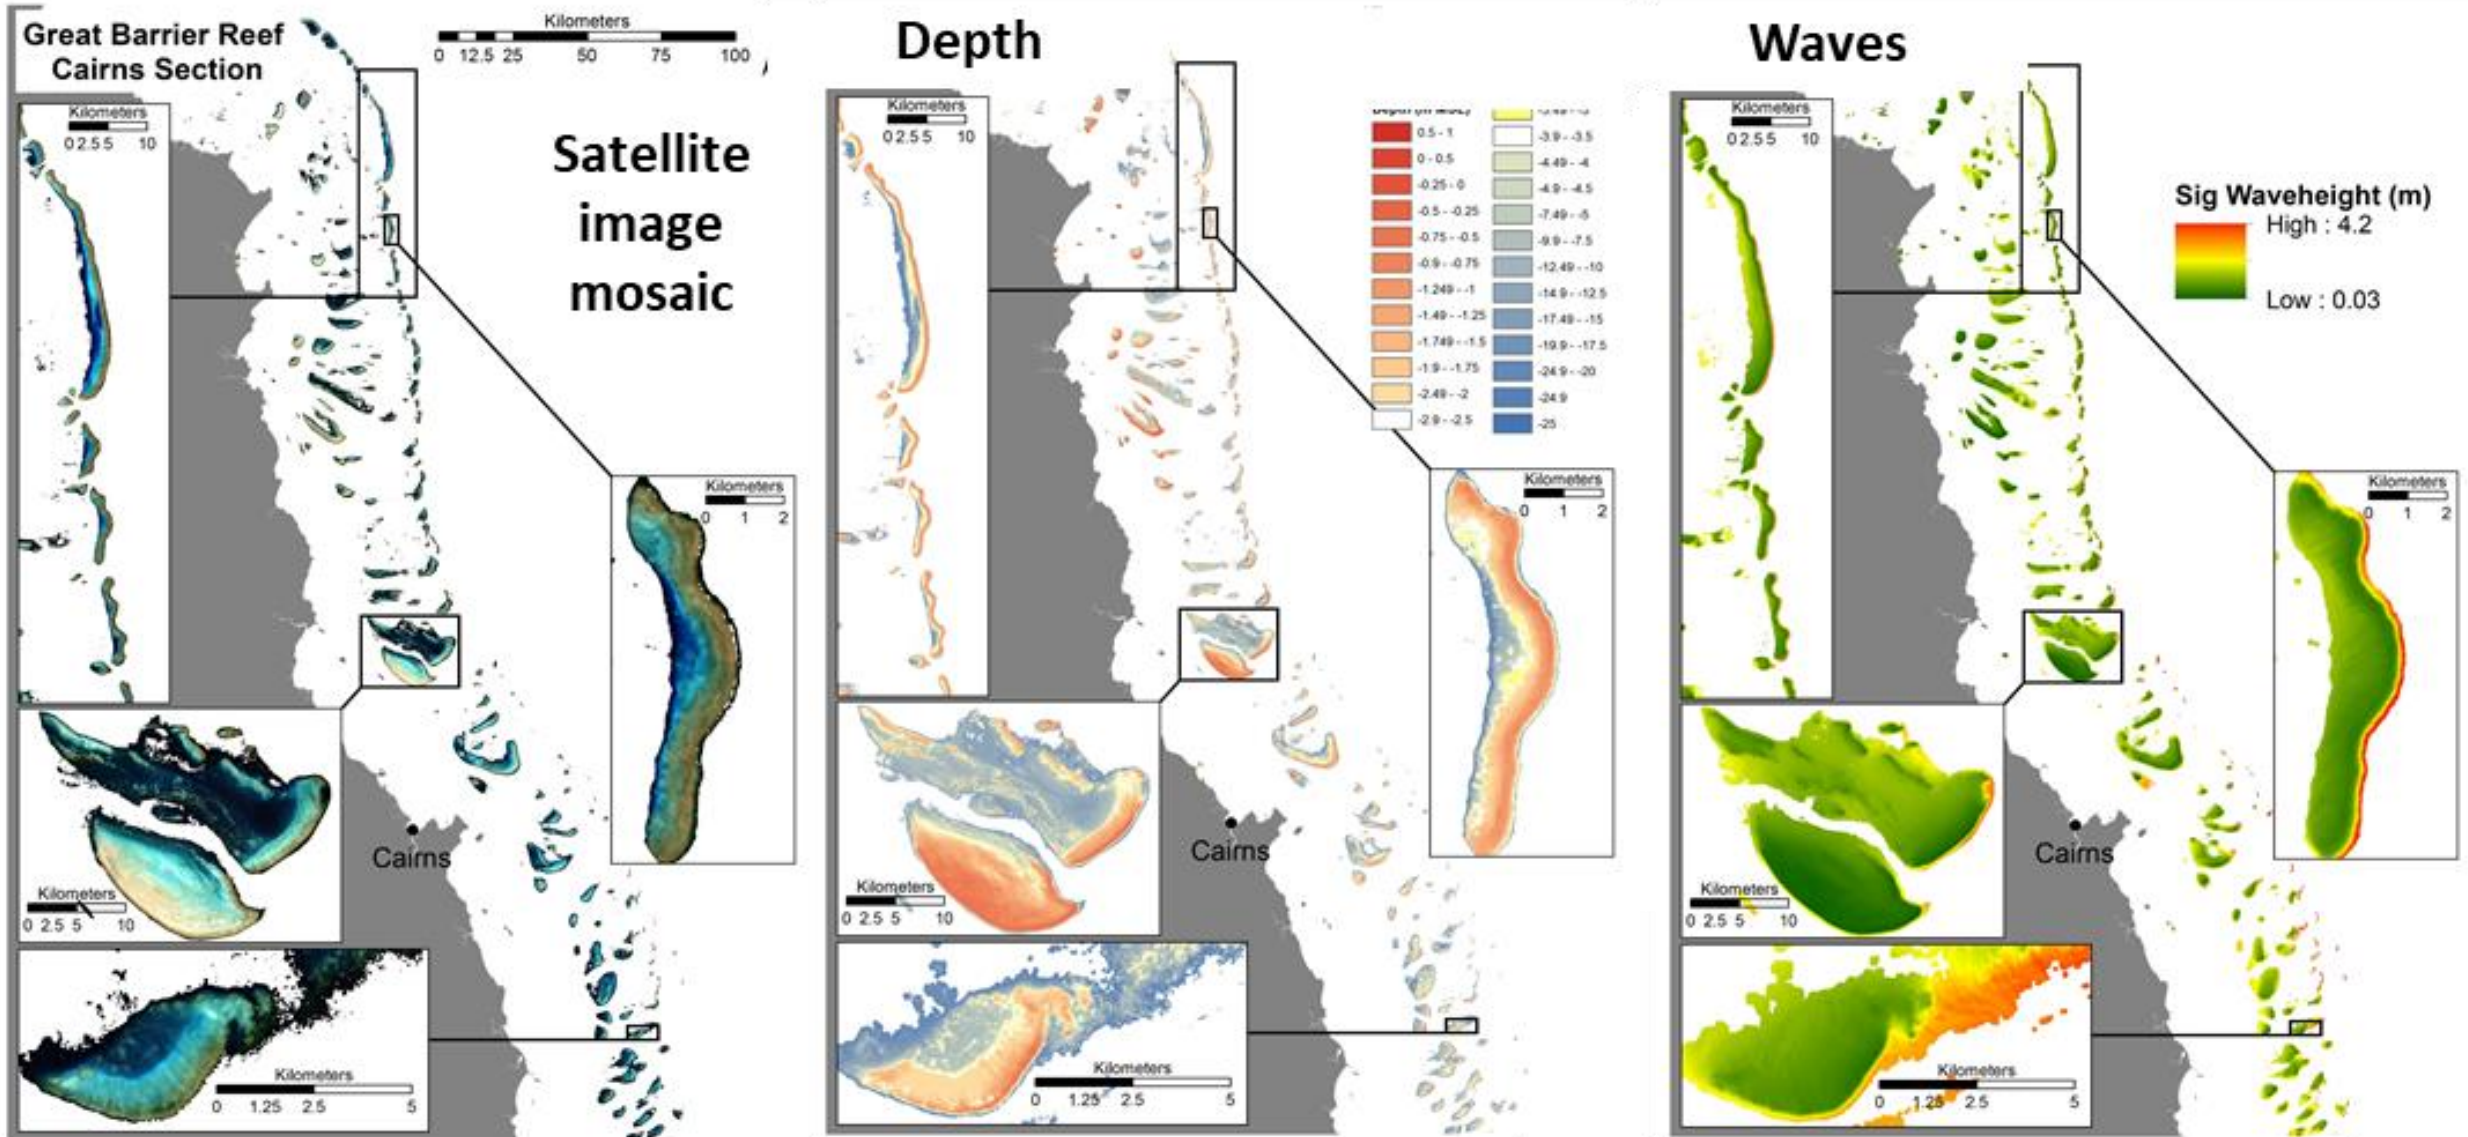 Great Barrier Reef
Cairns Section
Kilometers
0 12.5 25 50 75 100
Satellite
image
mosaic
Kilometers
0 2.5 5 10
Kilometers
0 1 2
Cairns
Kilometers
0 2.5 5 10
Kilometers
0 1.25 2.5 5
Depth
Kilometers
0 2.5 5 10
0.5 - 1
0 - 0.5
-0.25 - 0
-0.5 - -0.25
-0.75 - -0.5
-0.9 - -0.75
-1.249 - -1
-1.49 - -1.25
-1.749 - -1.5
-1.9 - -1.75
-2.49 - -2
-2.9 - -2.5
-3.9 - -3.5
-4.49 - -4
-4.9 - -4.5
-7.49 - -5
-9.9 - -7.5
-12.49 - -10
-14.9 - -12.5
-17.49 - -15
-19.9 - -17.5
-24.9 - -20
-24.9
-25
Kilometers
0 1 2
Cairns
Kilometers
0 2.5 5 10
Kilometers
0 1.25 2.5 5
Waves
Kilometers
0 2.5 5 10
Sig Waveheight (m)
High : 4.2
Low : 0.03
Kilometers
0 1 2
Cairns
Kilometers
0 2.5 5 10
Kilometers
0 1.25 2.5 5